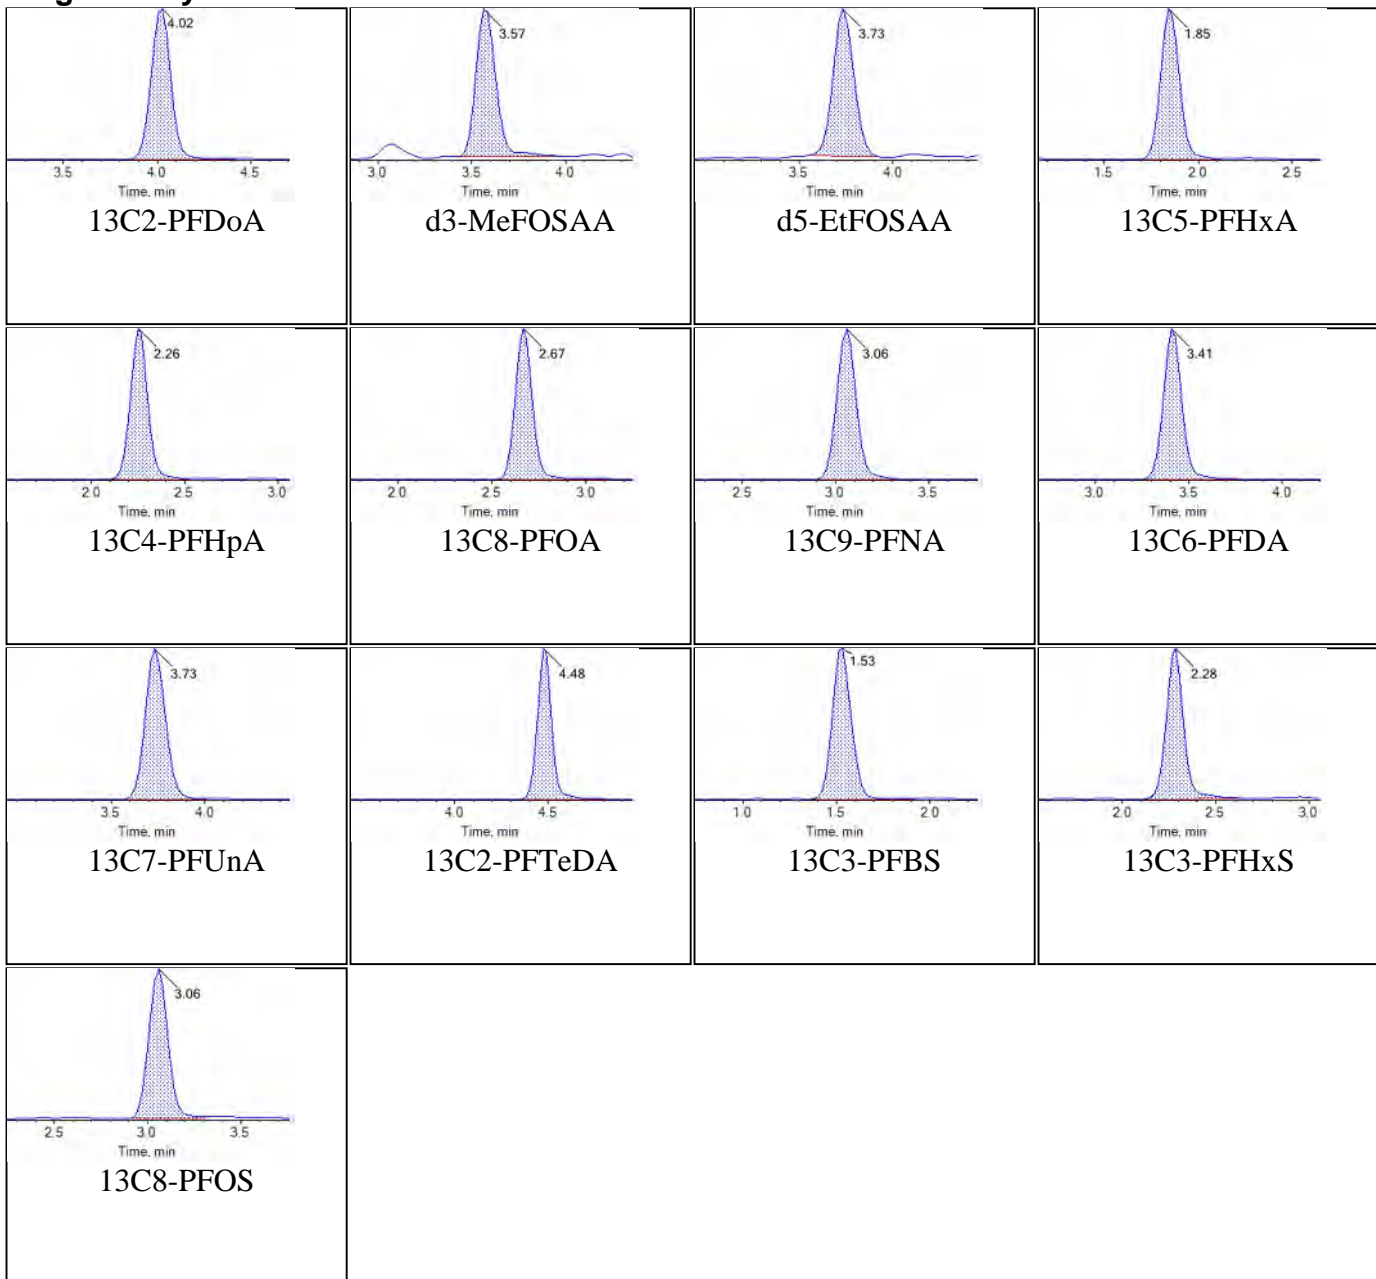 4.02
3.5 4.0 4.5
Time, min
13C2-PFDoA
3.57
3.0 3.5 4.0
Time, min
d3-MeFOSAA
3.73
3.5 4.0
Time, min
d5-EtFOSAA
1.85
1.5 2.0 2.5
Time, min
13C5-PFHxA
2.26
2.0 2.5 3.0
Time, min
13C4-PFHpA
2.67
2.0 2.5 3.0
Time, min
13C8-PFOA
3.06
2.5 3.0 3.5
Time, min
13C9-PFNA
3.41
3.0 3.5 4.0
Time, min
13C6-PFDA
3.73
3.5 4.0
Time, min
13C7-PFUnA
4.48
4.0 4.5
Time, min
13C2-PFTeDA
1.53
1.0 1.5 2.0
Time, min
13C3-PFBS
2.28
2.0 2.5 3.0
Time, min
13C3-PFHxS
3.06
2.5 3.0 3.5
Time, min
13C8-PFOS